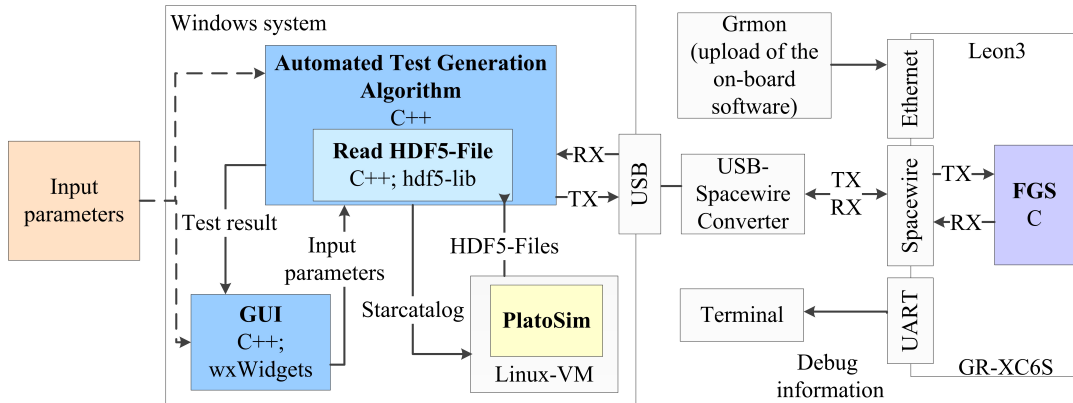 Windows system
Automated Test Generation
Algorithm
C++
Read HDF5-File
C++; hdf5-lib
Input
parameters
Test result
Input
parameters
HDF5-Files
Starcatalog
GUI
C++;
wxWidgets
PlatoSim
Linux-VM
RX
TX
USB
Grmon
(upload of the
on-board
software)
USB-
Spacewire
Converter
TX
RX
Terminal
Debug
information
Ethernet
Spacewire
UART
Leon3
TX
RX
FGS
C
GR-XC6S